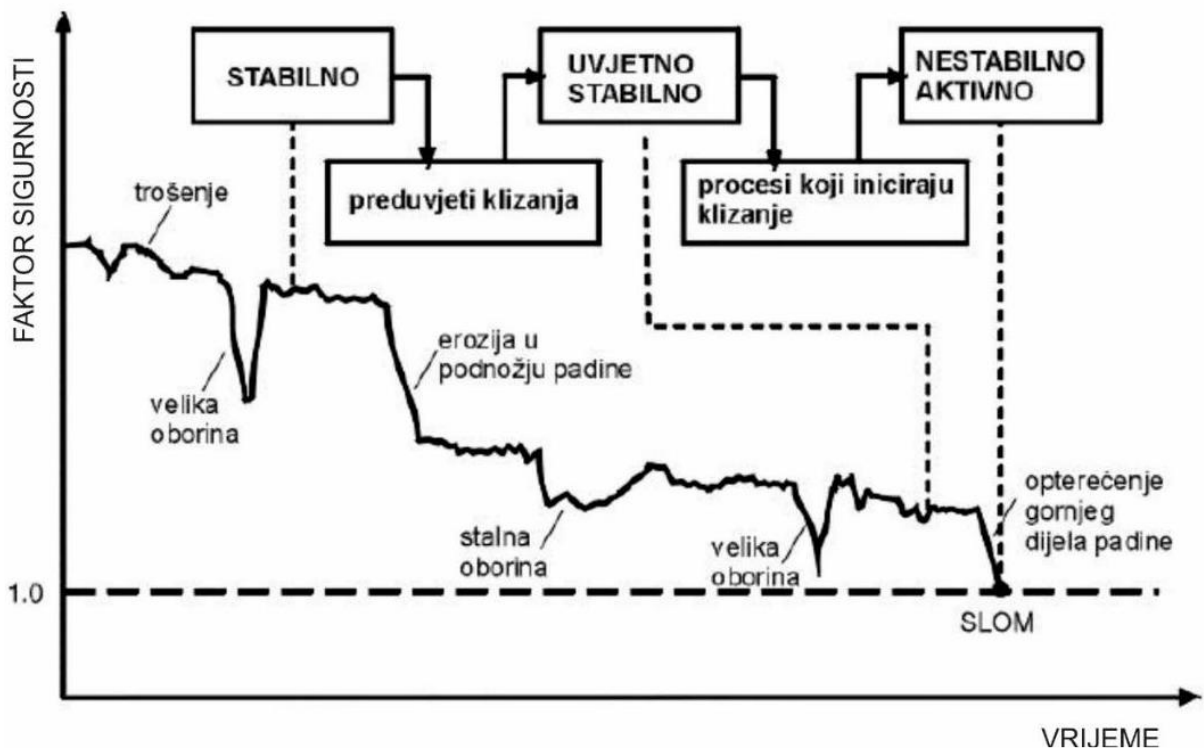 FAKTOR SIGURNOSTI
STABILNO
UVJETNO
STABILNO
NESTABILNO
AKTIVNO
preduvjeti klizanja
procesi koji iniciraju
klizanje
trošenje
velika
oborina
erozija u
podnožju padine
stalna
oborina
velika
oborina
opterećenje
gornjeg
dijela padine
1.0
SLOM
VRIJEME